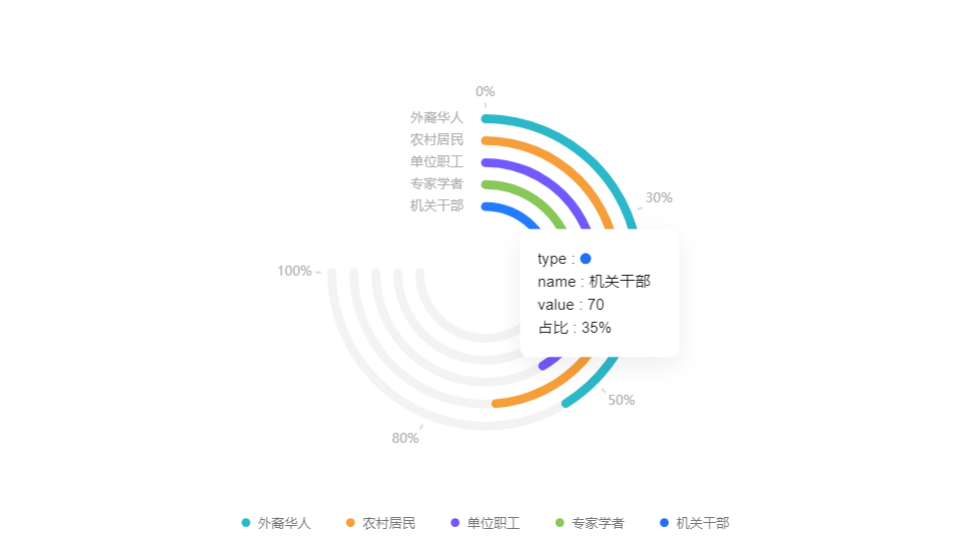 0%
外裔华人
农村居民
单位职工
专家学者
机关干部
30%
100%
type :
name : 机关干部
value : 70
占比 : 35%
50%
80%
外裔华人
农村居民
单位职工
专家学者
机关干部